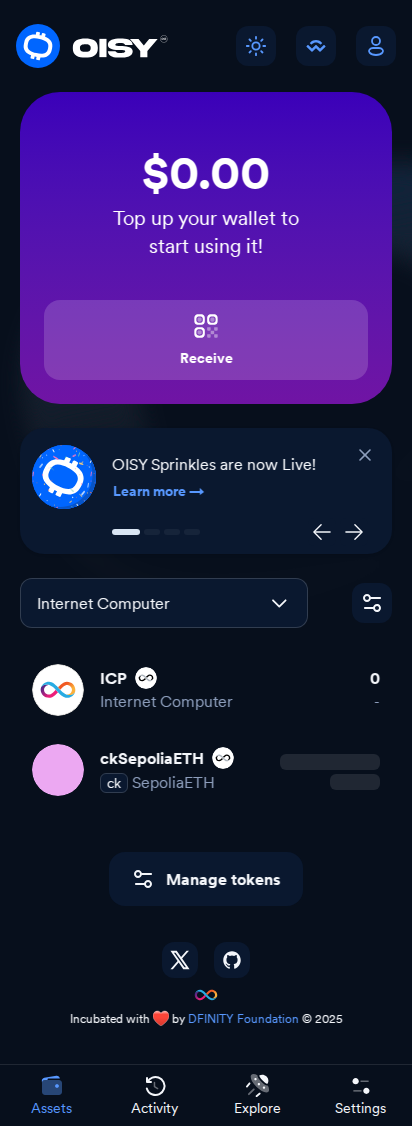 OISY
$0.00
Top up your wallet to
start using it!
Receive
OISY Sprinkles are now Live!
Learn more →
Internet Computer
ICP
0
Internet Computer
-
ckSepoliaETH
ck SepoliaETH
Manage tokens
Incubated with ❤️ by DFINITY Foundation © 2025
Assets
Activity
Explore
Settings